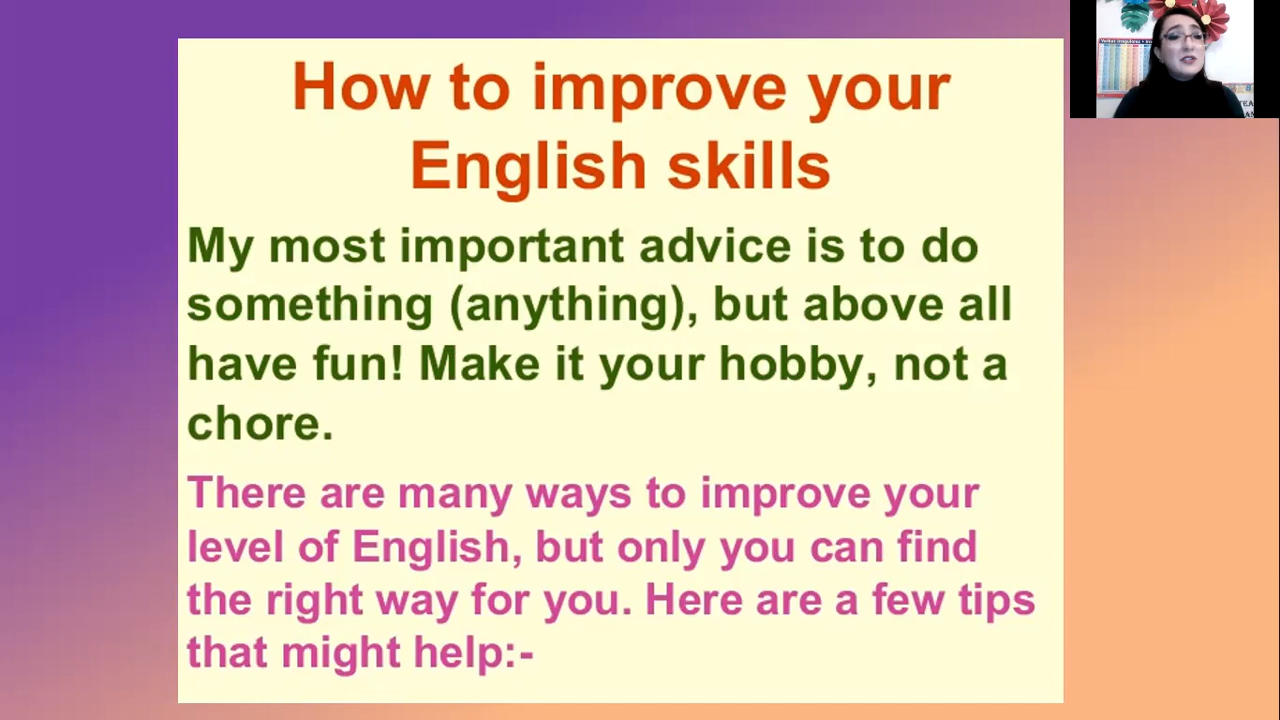 How to improve your
English skills
My most important advice is to do
something (anything), but above all
have fun! Make it your hobby, not a
chore.
There are many ways to improve your
level of English, but only you can find
the right way for you. Here are a few tips
that might help:-